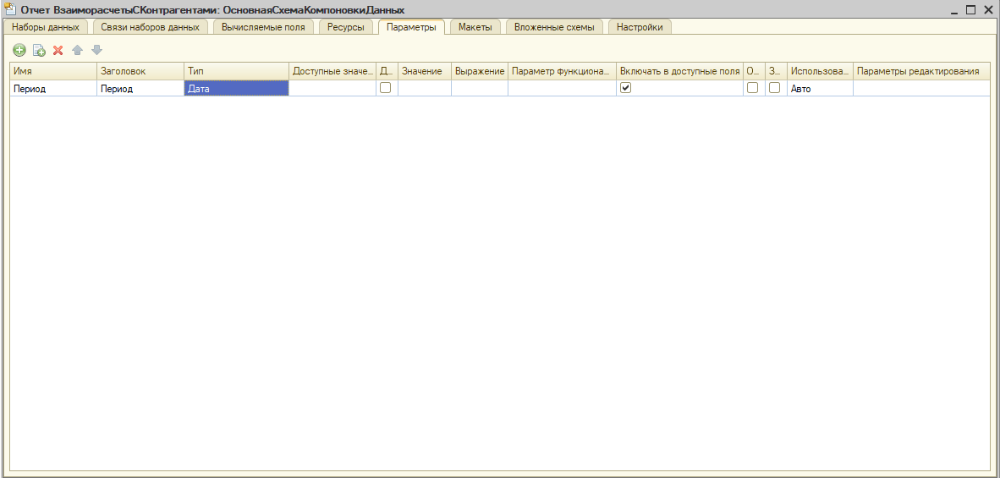 Отчет ВзаиморасчетыСКонтрагентами: ОсновнаяСхемаКомпоновкиДанных
Наборы данных Связи наборов данных Вычисляемые поля Ресурсы Параметры Макеты Вложенные схемы Настройки
Имя Заголовок Тип Доступные значе... Д... Значение Выражение Параметр функциона... Включать в доступные поля О... З... Использова... Параметры редактирования
Период Период Дата Авто